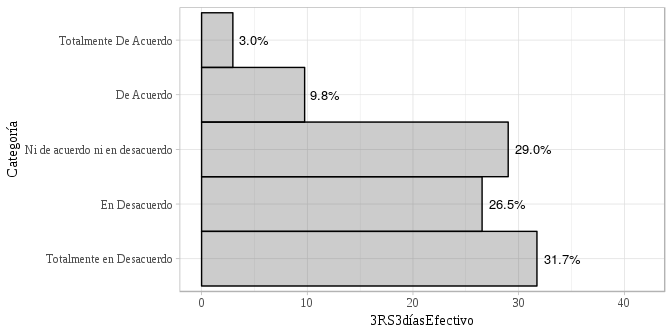 Totalmente De Acuerdo
3.0%
De Acuerdo
9.8%
Ni de acuerdo ni en desacuerdo
29.0%
En Desacuerdo
26.5%
Totalmente en Desacuerdo
31.7%
Categoría
0 10 20 30 40
3RS3díasEfectivo